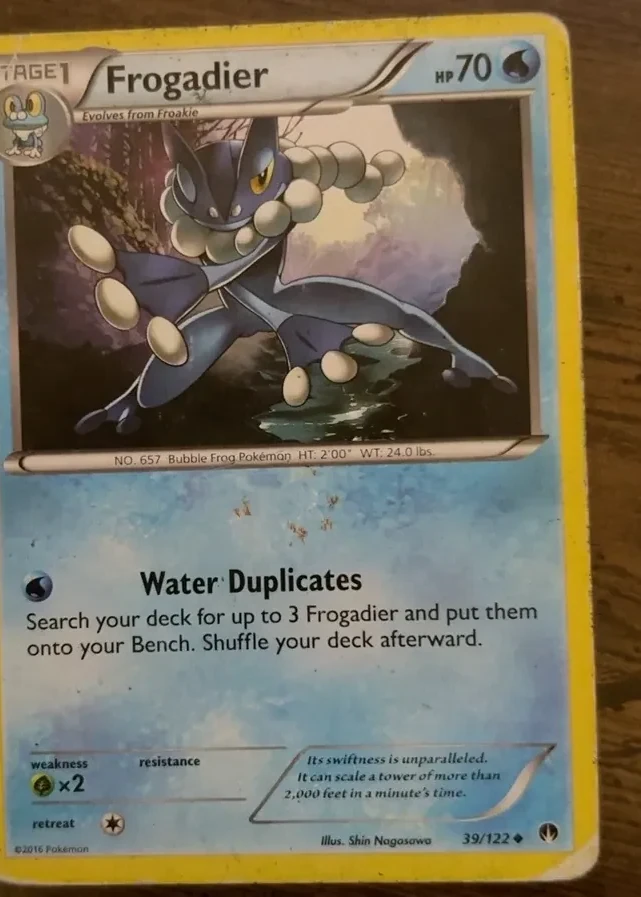 TAGE1 Frogadier HP70
Evolves from Froakie
NO. 657 Bubble Frog Pokémon HT: 2'00" WT: 24.0 lbs.
Water Duplicates
Search your deck for up to 3 Frogadier and put them
onto your Bench. Shuffle your deck afterward.
weakness resistance
×2
Its swiftness is unparalleled.
It can scale a tower of more than
2,000 feet in a minute's time.
retreat
Illus. Shin Nagasawa 39/122
©2016 Pokémon